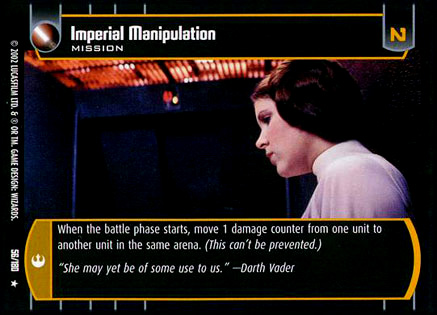 Imperial Manipulation
MISSION
N
When the battle phase starts, move 1 damage counter from one unit to
another unit in the same arena. (This can't be prevented.)
"She may yet be of some use to us." —Darth Vader
© 2002 LUCASFILM LTD. & ® OR TM. GAME DESIGN: WIZARDS.
56/180 ★